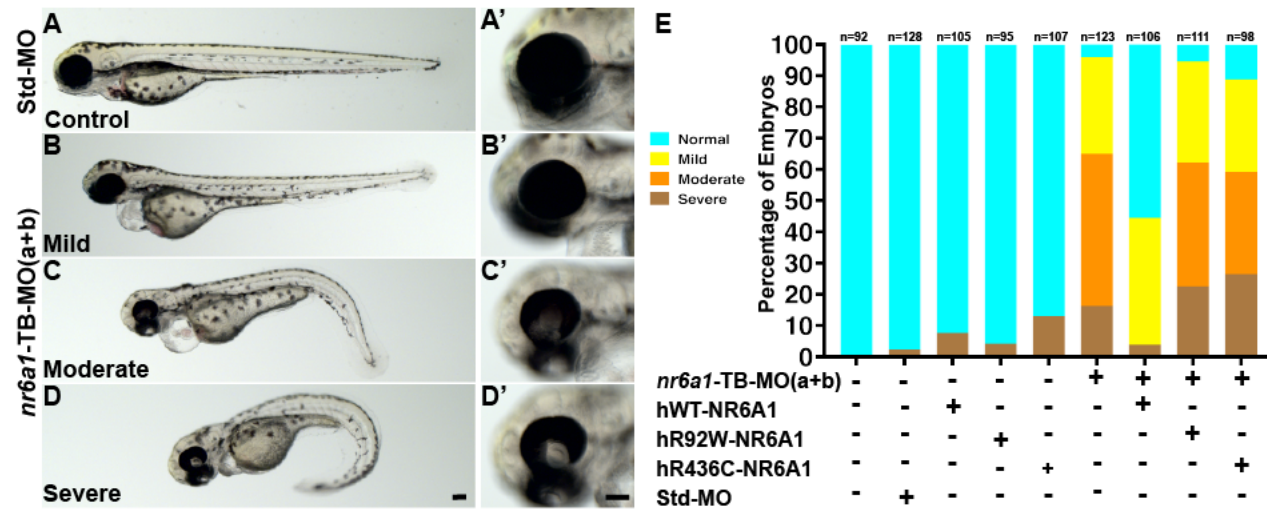 A
A'
Std-MO
Control
B
B'
Mild
C
C'
nr6a1-TB-MO(a+b)
Moderate
D
D'
Severe
E
n=92 n=128 n=105 n=95 n=107 n=123 n=106 n=111 n=98
Percentage of Embryos
100
90
80
70
60
50
40
30
20
10
0
Normal
Mild
Moderate
Severe
nr6a1-TB-MO(a+b) - - - - - + + + +
hWT-NR6A1 - - + - - - + - -
hR92W-NR6A1 - - - + - - - + -
hR436C-NR6A1 - - - - + - - - +
Std-MO - + - - - - - - -